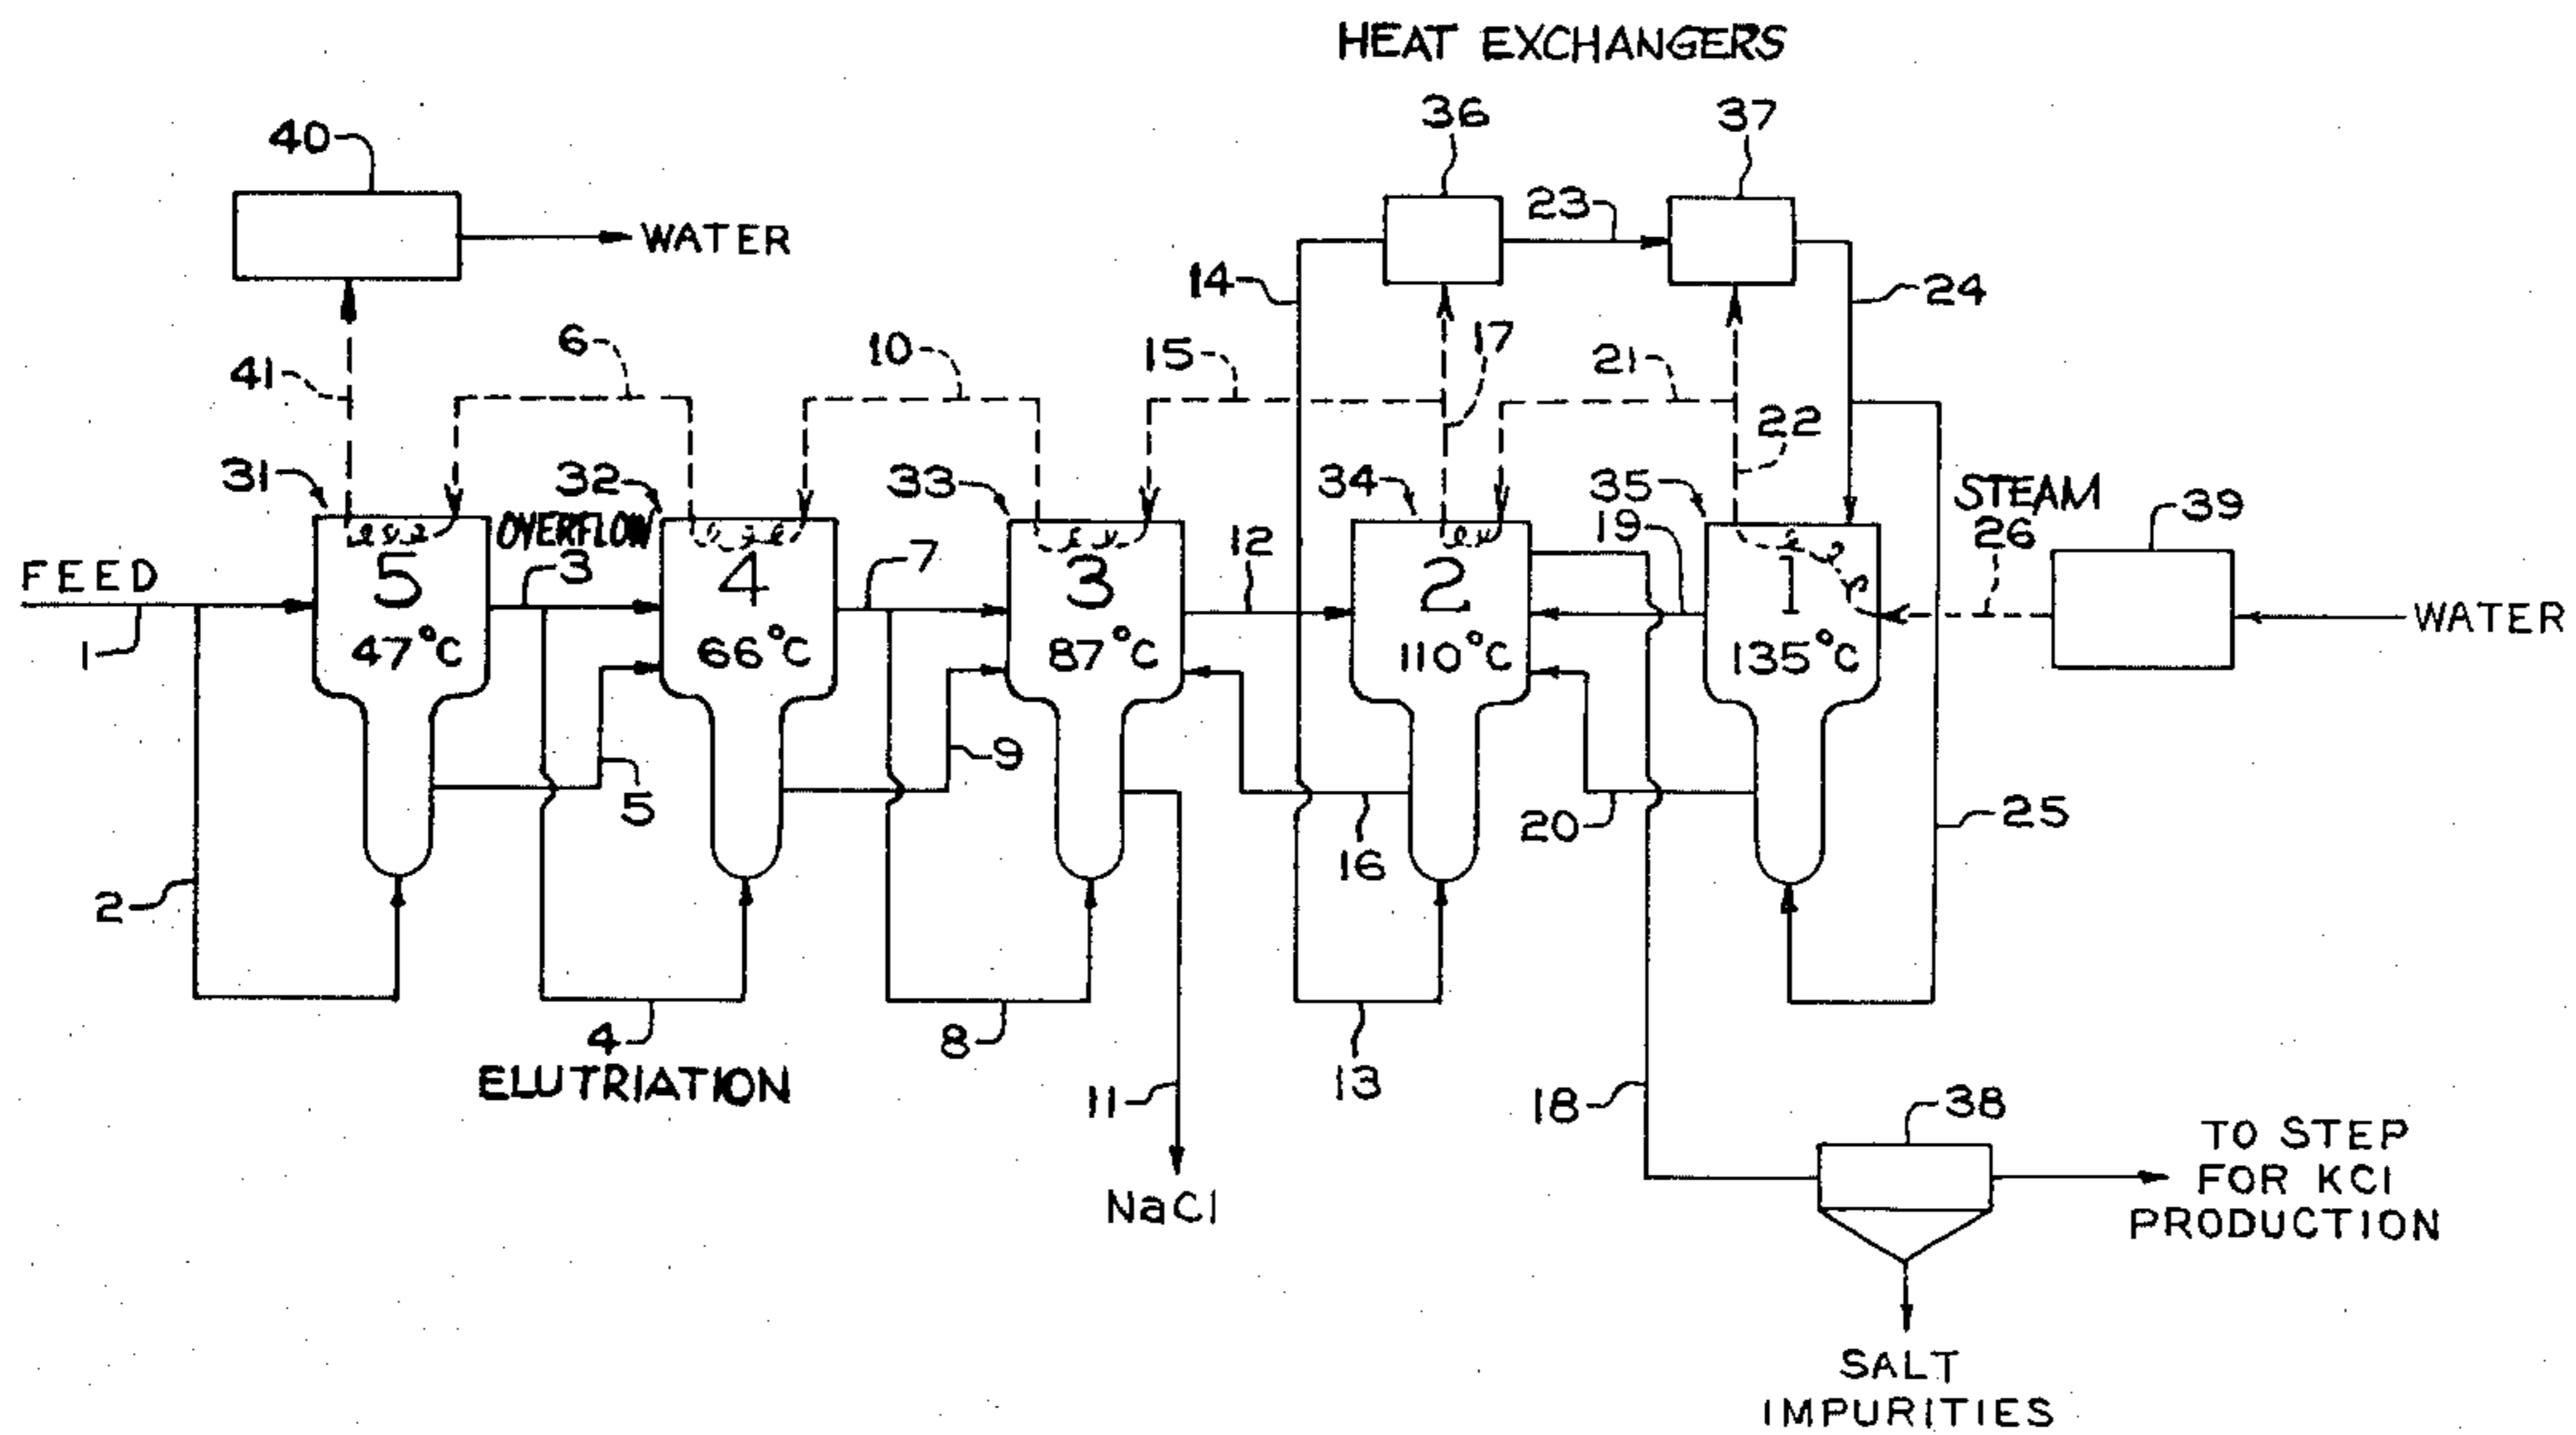 HEAT EXCHANGERS
36
37
40
23
WATER
14
24
6
10
15
17
21
41
22
31
32
33
34
35
STEAM
26
39
OVERFLOW
19
FEED
5
3
4
7
3
12
2
1
47°C
66°C
87°C
110°C
135°C
WATER
1
9
5
20
25
16
2
4
8
13
ELUTRIATION
11
18
38
TO STEP
FOR KCl
PRODUCTION
NaCl
SALT
IMPURITIES